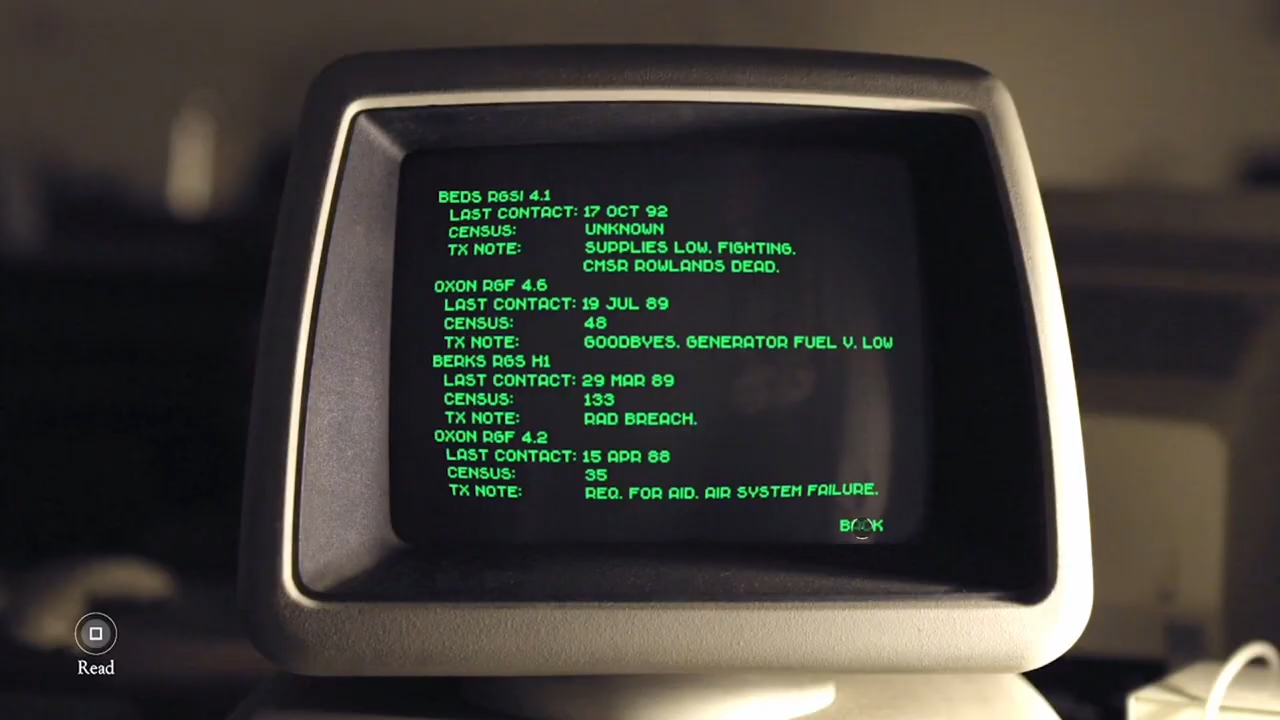 BEDS RGSI 4.1
LAST CONTACT: 17 OCT 92
CENSUS: UNKNOWN
TX NOTE: SUPPLIES LOW. FIGHTING.
CMSR ROWLANDS DEAD.
OXON RGF 4.6
LAST CONTACT: 19 JUL 89
CENSUS: 48
TX NOTE: GOODBYES. GENERATOR FUEL V. LOW
BERKS RGS H1
LAST CONTACT: 29 MAR 89
CENSUS: 133
TX NOTE: RAD BREACH.
OXON RGF 4.2
LAST CONTACT: 15 APR 88
CENSUS: 35
TX NOTE: REQ. FOR AID. AIR SYSTEM FAILURE.
BACK
Read